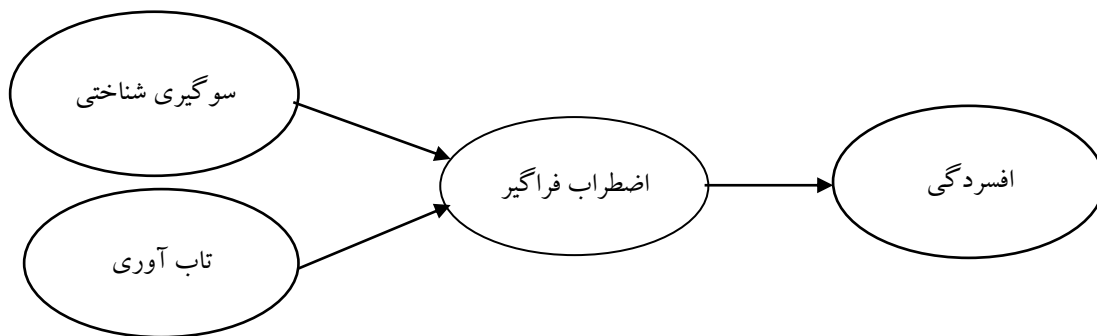 سوگیری شناختی
تاب آوری
اضطراب فراگیر
افسردگی